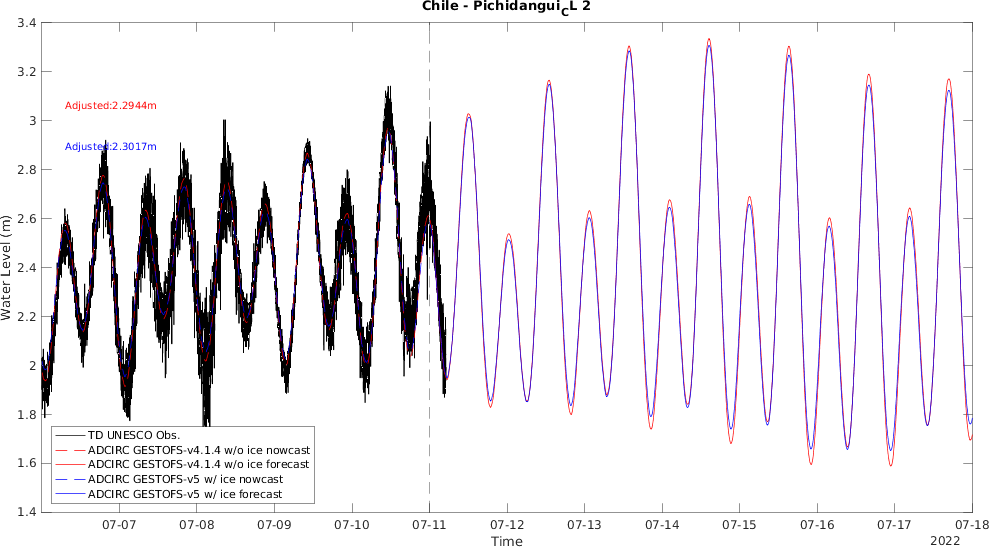 Chile - PichidanguiCL 2
3.4
3.2
3
2.8
2.6
2.4
2.2
2
1.8
1.6
1.4
Water Level (m)
Adjusted:2.2944m
Adjusted:2.3017m
TD UNESCO Obs.
ADCIRC GESTOFS-v4.1.4 w/o ice nowcast
ADCIRC GESTOFS-v4.1.4 w/o ice forecast
ADCIRC GESTOFS-v5 w/ ice nowcast
ADCIRC GESTOFS-v5 w/ ice forecast
07-07 07-08 07-09 07-10 07-11 07-12 07-13 07-14 07-15 07-16 07-17 07-18
Time
2022